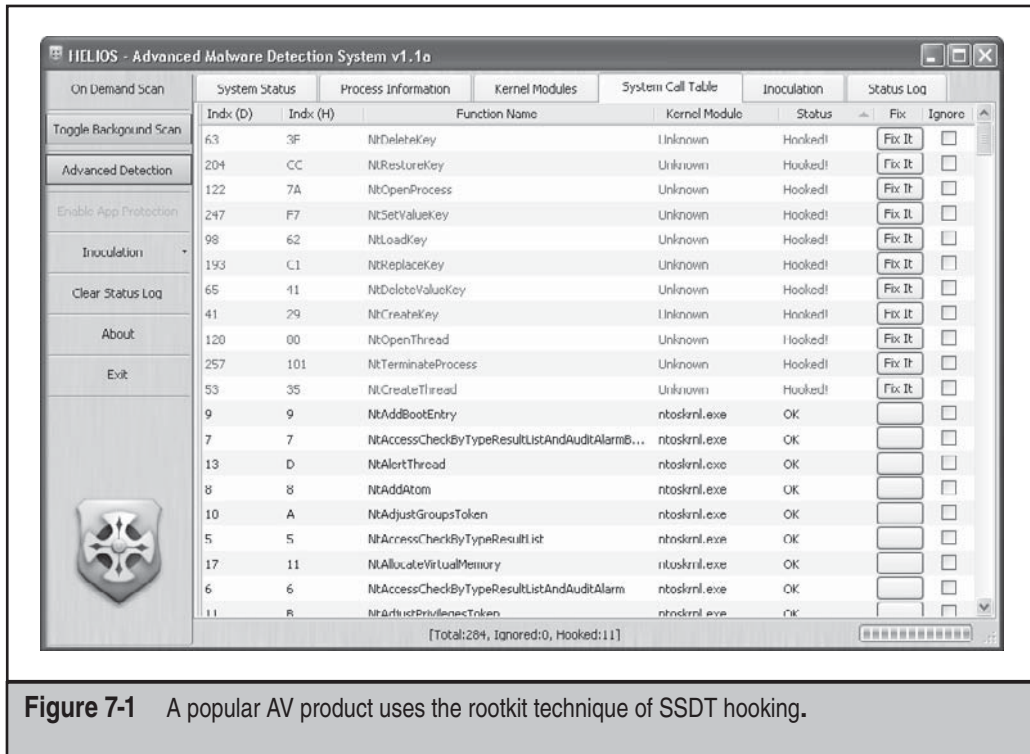 HELIOS - Advanced Malware Detection System v1.1a
On Demand Scan
Toggle Backgound Scan
Advanced Detection
Enable App Protection
Inoculation
Clear Status Log
About
Exit
System Status Process Information Kernel Modules System Call Table Inoculation Status Log
Indx (D) Indx (H) Function Name Kernel Module Status Fix Ignore
63 3F NtDeleteKey Unknown Hooked! Fix It
204 CC NtRestoreKey Unknown Hooked! Fix It
122 7A NtOpenProcess Unknown Hooked! Fix It
247 F7 NtSetValueKey Unknown Hooked! Fix It
98 62 NtLoadKey Unknown Hooked! Fix It
193 C1 NtReplaceKey Unknown Hooked! Fix It
65 41 NtDeleteValueKey Unknown Hooked! Fix It
41 29 NtCreateKey Unknown Hooked! Fix It
128 80 NtOpenThread Unknown Hooked! Fix It
257 101 NtTerminateProcess Unknown Hooked! Fix It
53 35 NtCreateThread Unknown Hooked! Fix It
9 9 NtAddBootEntry ntoskrnl.exe OK
7 7 NtAccessCheckByTypeResultListAndAuditAlarmB... ntoskrnl.exe OK
13 D NtAlertThread ntoskrnl.exe OK
8 8 NtAddAtom ntoskrnl.exe OK
10 A NtAdjustGroupsToken ntoskrnl.exe OK
5 5 NtAccessCheckByTypeResultList ntoskrnl.exe OK
17 11 NtAllocateVirtualMemory ntoskrnl.exe OK
6 6 NtAccessCheckByTypeResultListAndAuditAlarm ntoskrnl.exe OK
11 B NtAdjustPrivilegesToken ntoskrnl.exe OK
[Total:284, Ignored:0, Hooked:11]
Figure 7-1 A popular AV product uses the rootkit technique of SSDT hooking.